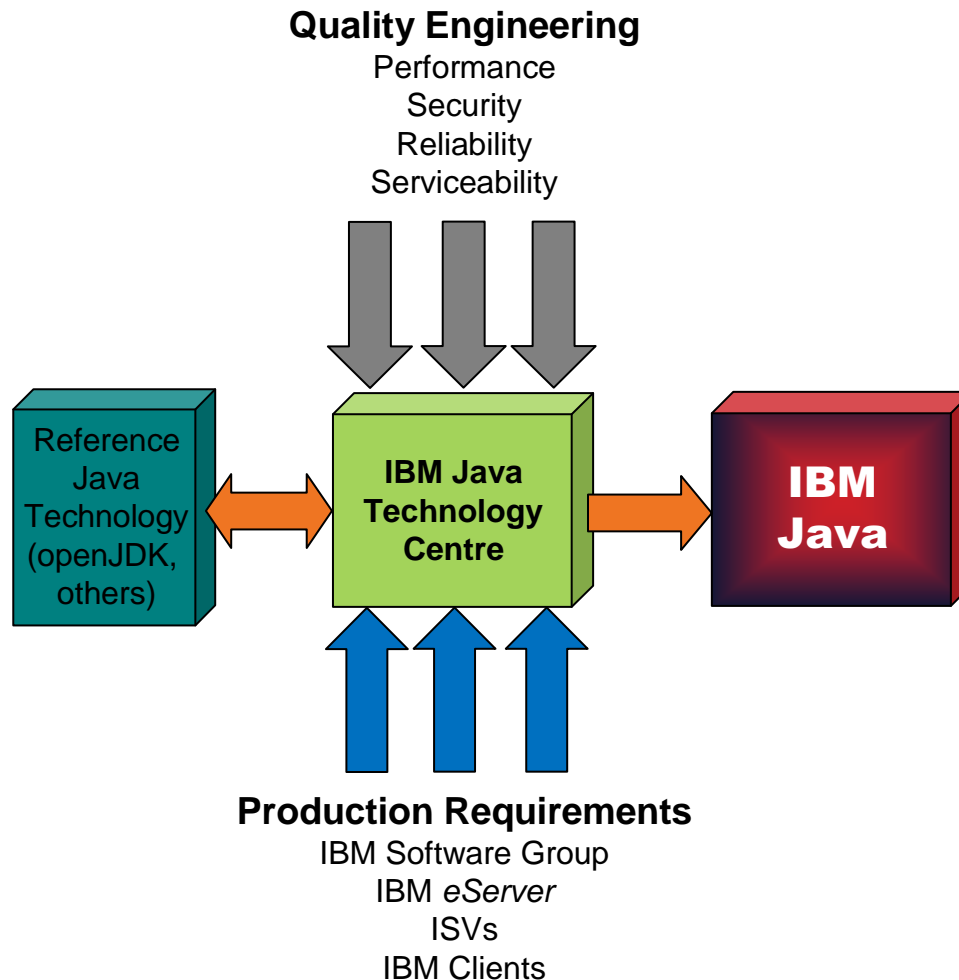 Quality Engineering
Performance
Security
Reliability
Serviceability
Reference
Java
Technology
(openJDK,
others)
IBM Java
Technology
Centre
IBM
Java
Production Requirements
IBM Software Group
IBM eServer
ISVs
IBM Clients